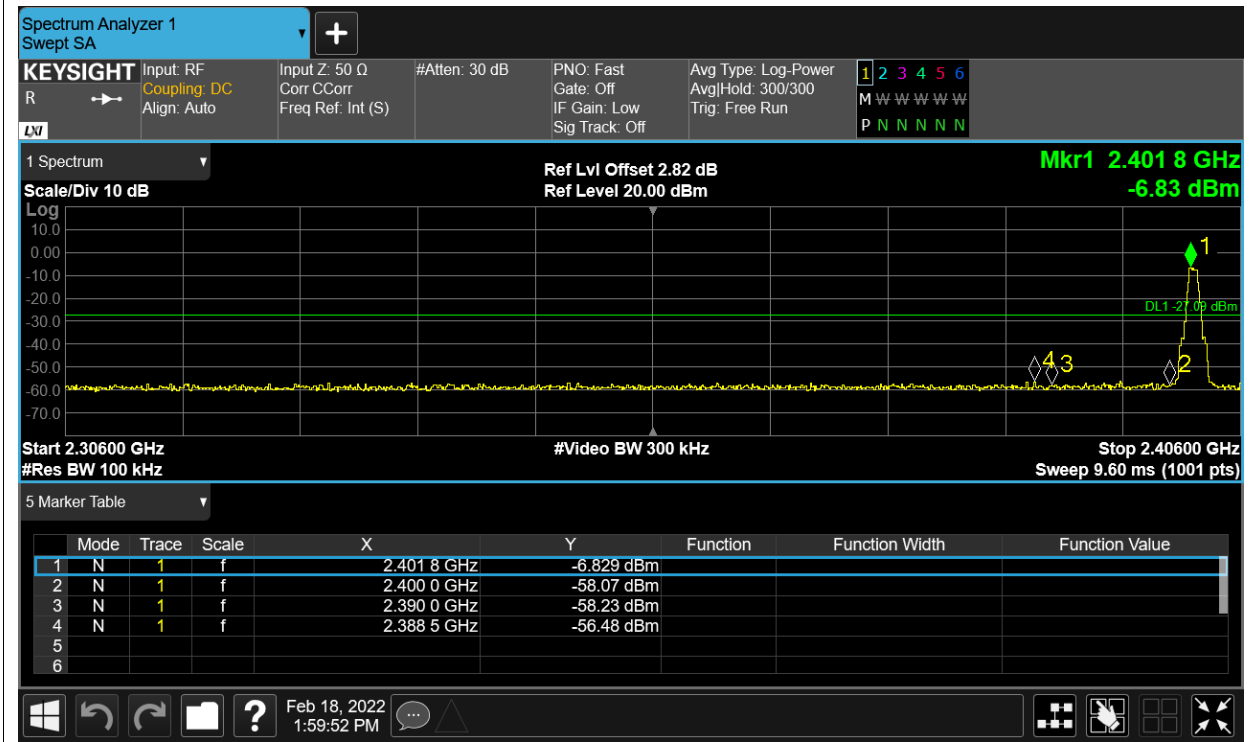 Spectrum Analyzer 1
Swept SA
+
KEYSIGHT
R
LXI
Input: RF
Coupling: DC
Align: Auto
Input Z: 50 Ω
Corr CCorr
Freq Ref: Int (S)
#Atten: 30 dB
PNO: Fast
Gate: Off
IF Gain: Low
Sig Track: Off
Avg Type: Log-Power
Avg|Hold: 300/300
Trig: Free Run
1 2 3 4 5 6
M W W W W W
P N N N N N
1 Spectrum
Scale/Div 10 dB
Ref Lvl Offset 2.82 dB
Ref Level 20.00 dBm
Mkr1 2.401 8 GHz
-6.83 dBm
Log
10.0
0.00
-10.0
-20.0
-30.0
-40.0
-50.0
-60.0
-70.0
1
DL1 -27.09 dBm
4 3 2
Start 2.30600 GHz
#Video BW 300 kHz
Stop 2.40600 GHz
#Res BW 100 kHz
Sweep 9.60 ms (1001 pts)
5 Marker Table
Mode Trace Scale X Y Function Function Width Function Value
1 N 1 f 2.401 8 GHz -6.829 dBm
2 N 1 f 2.400 0 GHz -58.07 dBm
3 N 1 f 2.390 0 GHz -58.23 dBm
4 N 1 f 2.388 5 GHz -56.48 dBm
5
6
?
Feb 18, 2022
1:59:52 PM